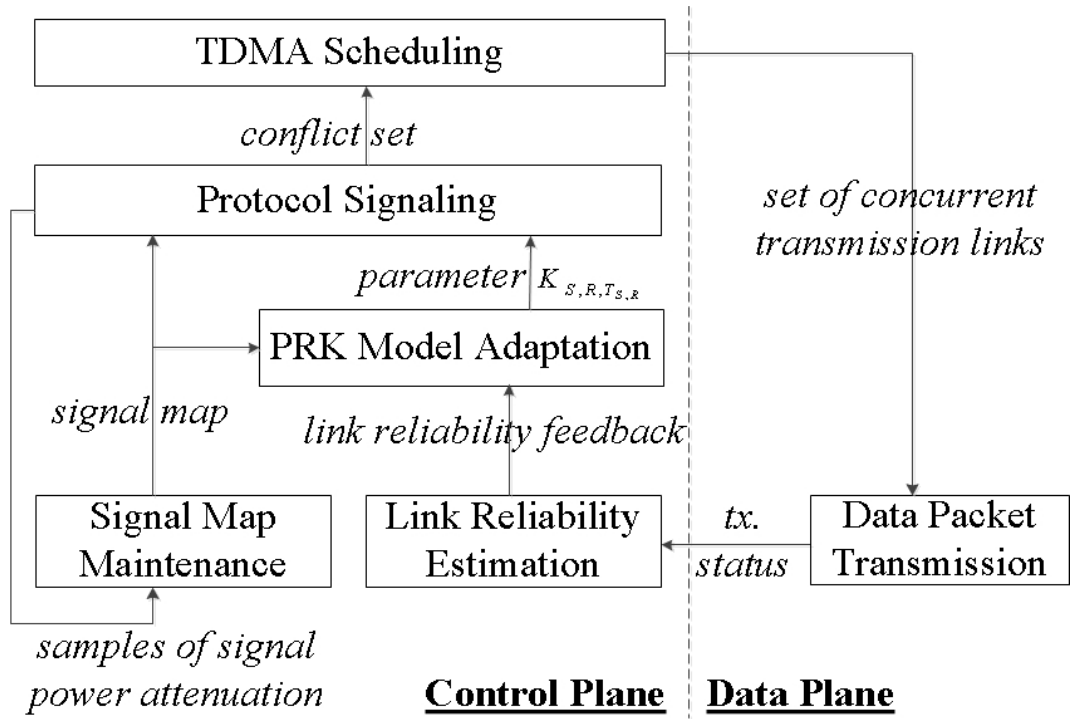 TDMA Scheduling
conflict set
Protocol Signaling
set of concurrent
transmission links
parameter K S,R,T S,R
PRK Model Adaptation
signal map
link reliability feedback
Signal Map
Maintenance
Link Reliability
Estimation
tx.
status
Data Packet
Transmission
samples of signal
power attenuation
Control Plane
Data Plane